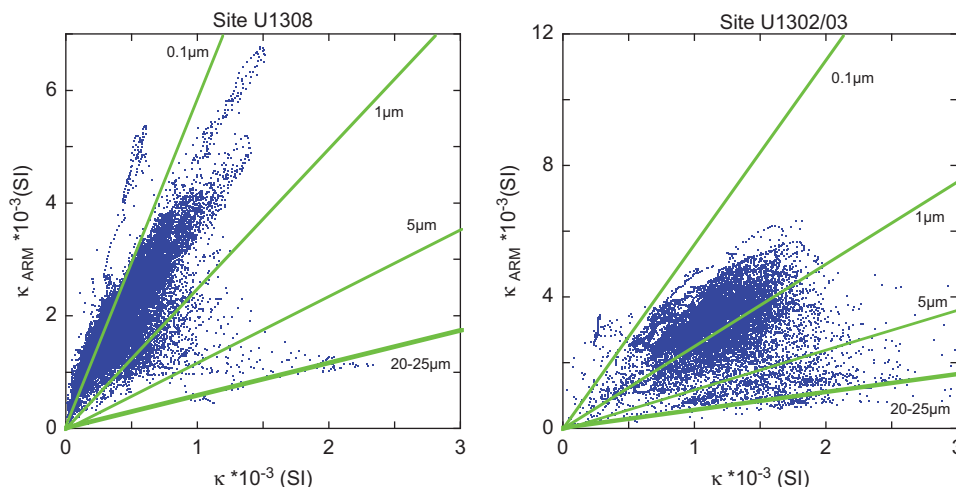 Site U1308
6
4
2
0
κ ARM *10-3(SI)
0.1µm
1µm
5µm
20-25µm
0
1
2
3
κ *10-3 (SI)
Site U1302/03
12
8
4
0
κ ARM *10-3(SI)
0.1µm
1µm
5µm
20-25µm
0
1
2
3
κ *10-3 (SI)